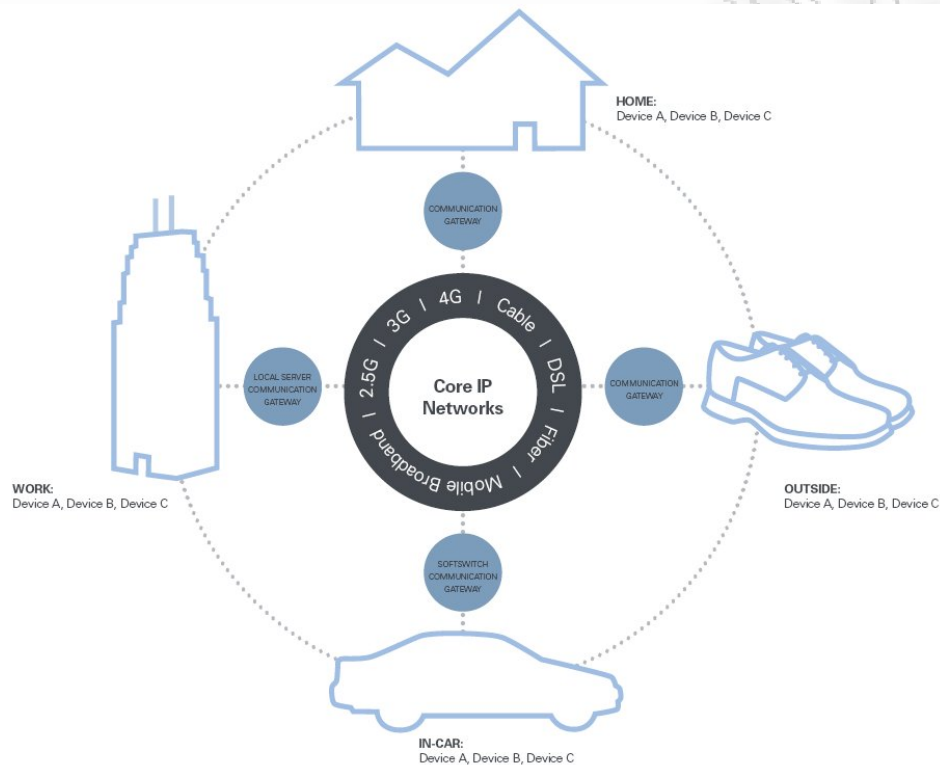 HOME:
Device A, Device B, Device C
COMMUNICATION
GATEWAY
2.5G | 3G | 4G | Cable | DSL | Fiber | Mobile Broadband |
Core IP
Networks
LOCAL SERVER
COMMUNICATION
GATEWAY
COMMUNICATION
GATEWAY
WORK:
Device A, Device B, Device C
OUTSIDE:
Device A, Device B, Device C
SOFTSWITCH
COMMUNICATION
GATEWAY
IN-CAR:
Device A, Device B, Device C